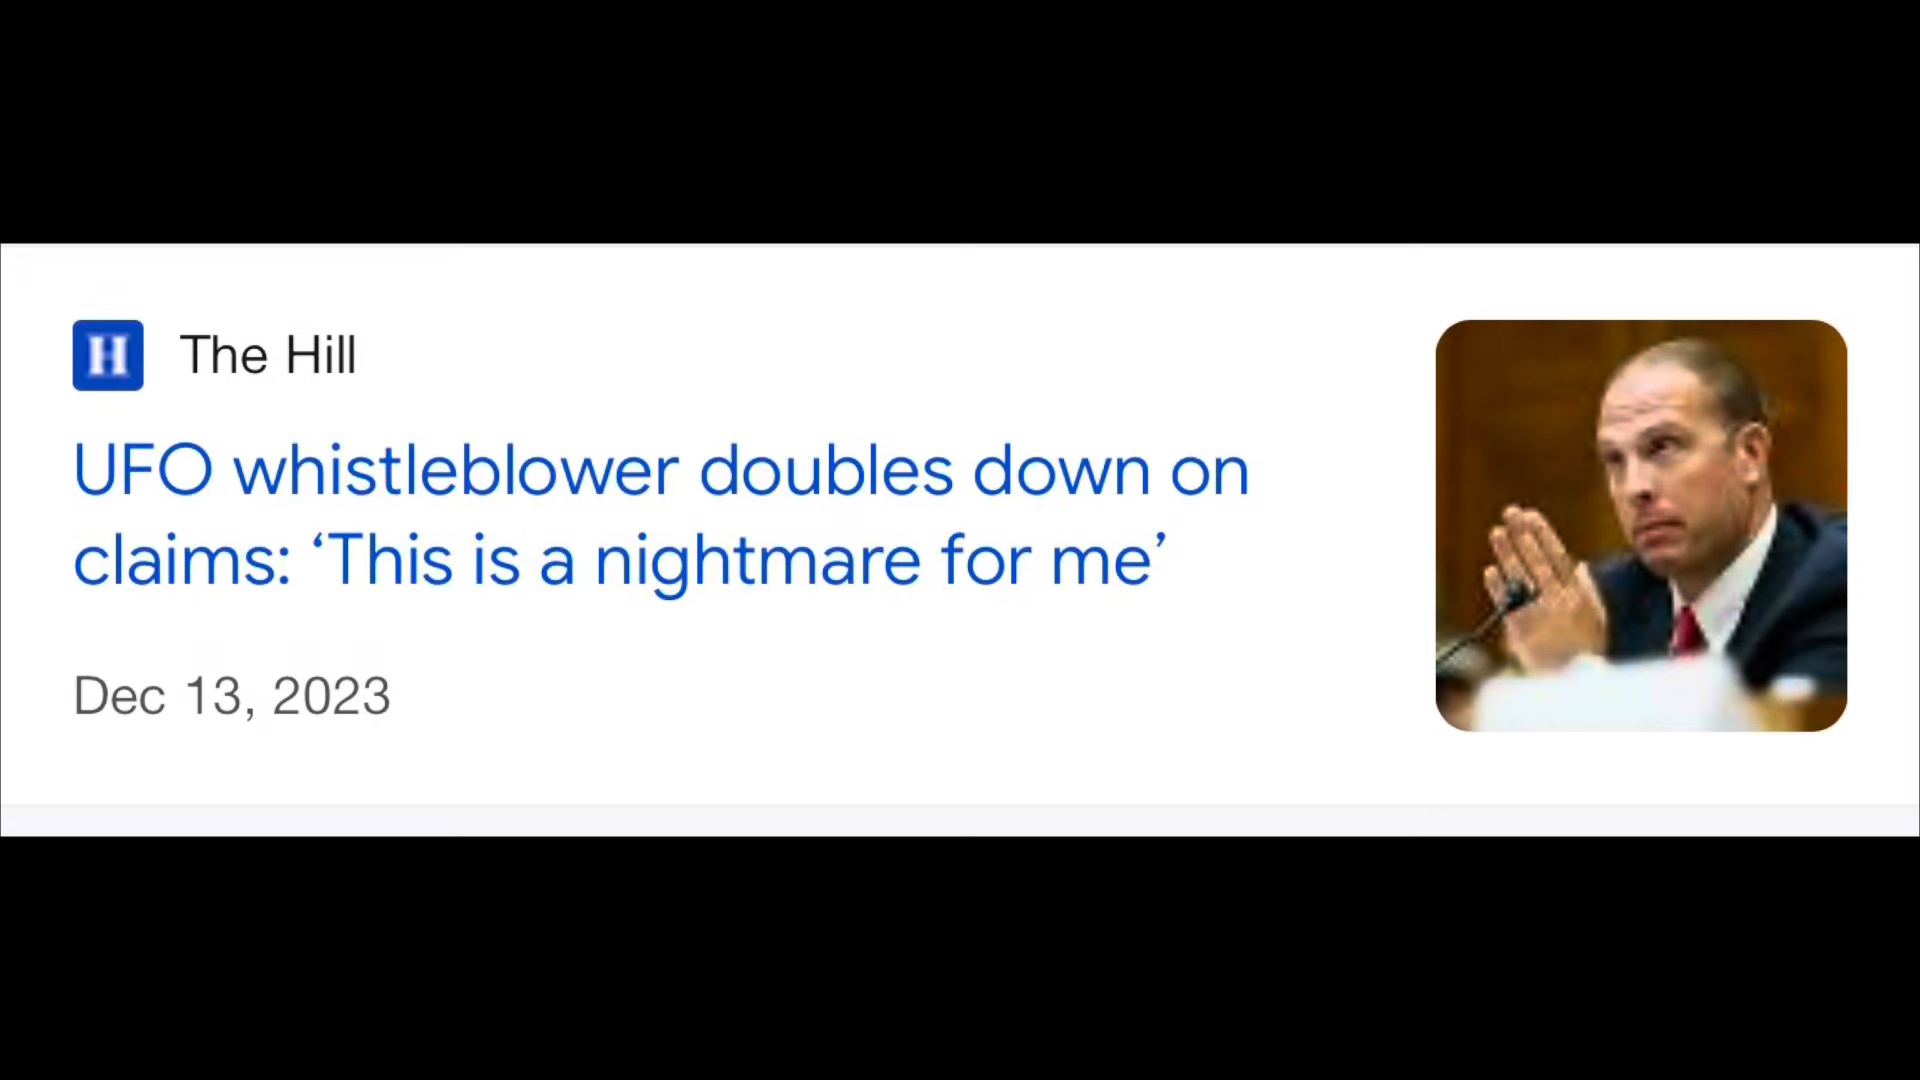 H The Hill
UFO whistleblower doubles down on
claims: ‘This is a nightmare for me’
Dec 13, 2023